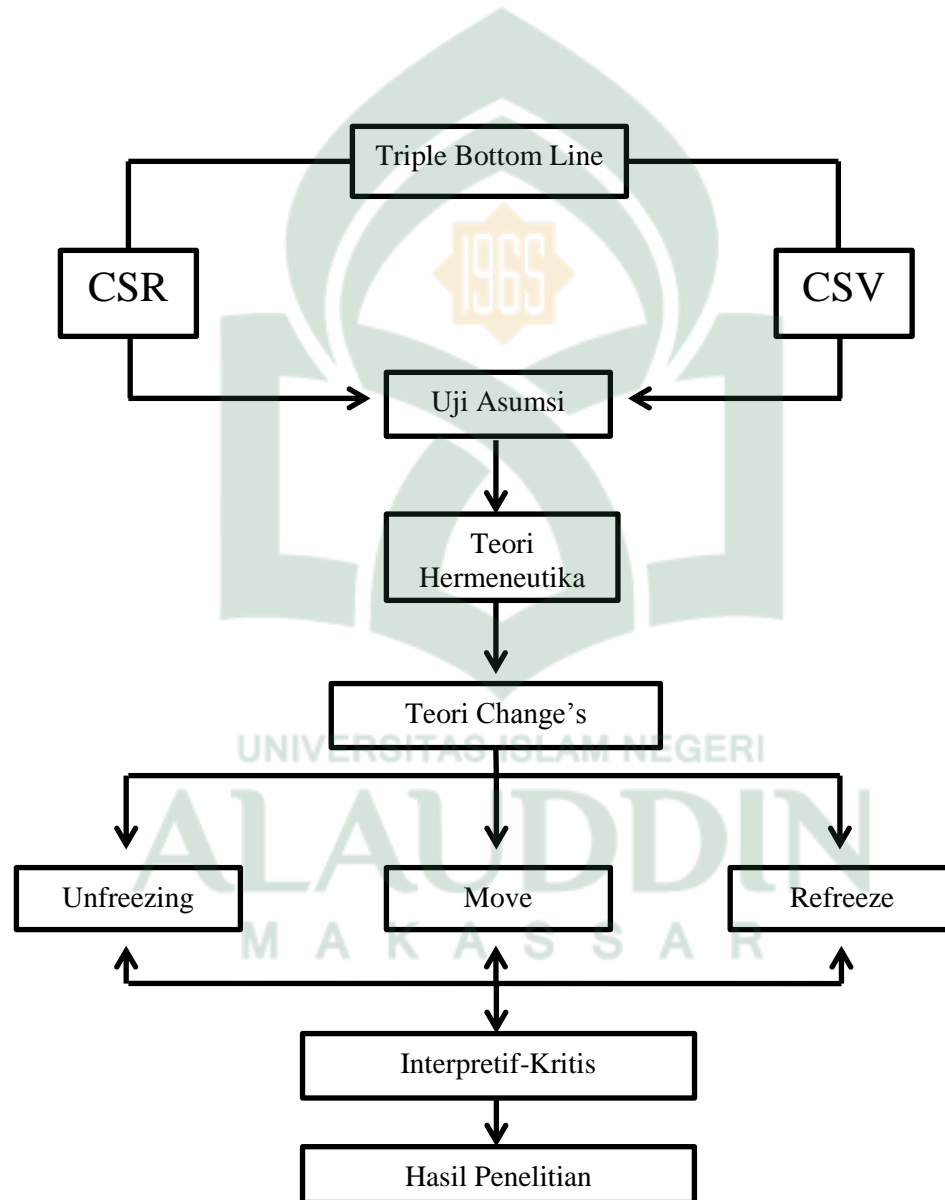 Triple Bottom Line
CSR
CSV
1965
Uji Asumsi
Teori
Hermeneutika
Teori Change’s
UNIVERSITAS ISLAM NEGERI
ALAUDDIN
Unfreezing
Move
Refreeze
MAKASSAR
Interpretif-Kritis
Hasil Penelitian